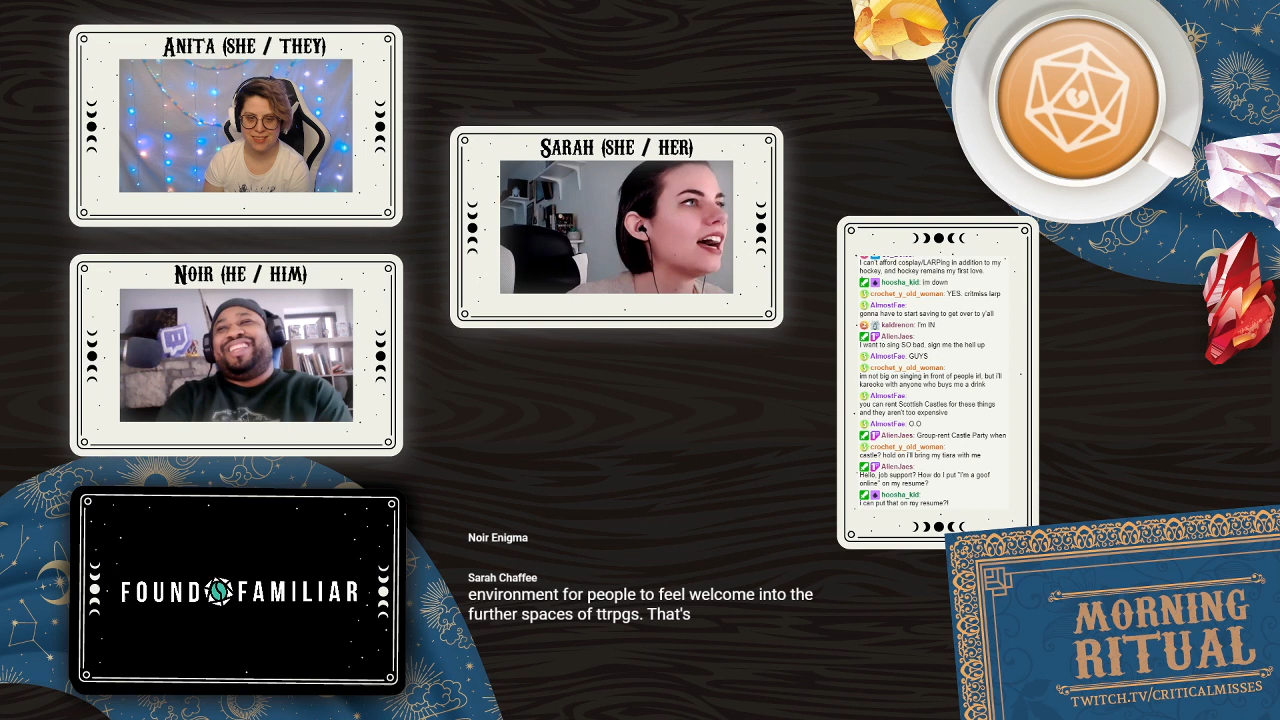 ANITA (SHE / THEY)
SARAH (SHE / HER)
NOIR (HE / HIM)
I can't afford cosplay/LARPing in addition to my
hockey, and hockey remains my first love.
hoosha_kid: im down
crochet_y_old_woman: YES. critmiss larp
AlmostFae:
gonna have to start saving to get over to y'all
kaldrenon: I'm IN
AllenJaes:
I want to sing SO bad, sign me the hell up
AlmostFae: GUYS
crochet_y_old_woman:
im not big on singing in front of people irl, but i'll
kareoke with anyone who buys me a drink
AlmostFae:
you can rent Scottish Castles for these things
and they aren't too expensive
AlmostFae: O.O
AllenJaes: Group-rent Castle Party when
crochet_y_old_woman:
castle? hold on i'll bring my tiara with me
AllenJaes:
Hello, job support? How do I put "I'm a goof
online" on my resume?
hoosha_kid:
i can put that on my resume?!
FOUND FAMILIAR
Noir Enigma
Sarah Chaffee
environment for people to feel welcome into the
further spaces of ttrpgs. That's
MORNING
RITUAL
TWITCH.TV/CRITICALMISSES